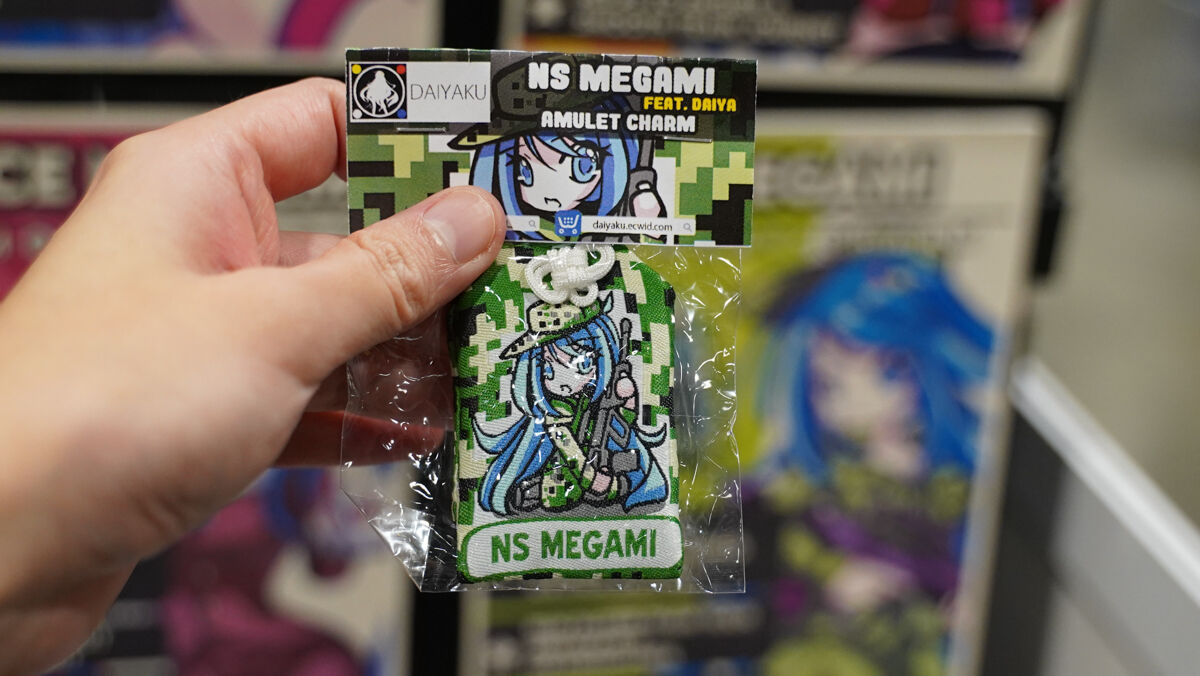 DAIYAKU
NS MEGAMI
FEAT. DAIYA
AMULET CHARM
daiyaku.ecwid.com
NS MEGAMI